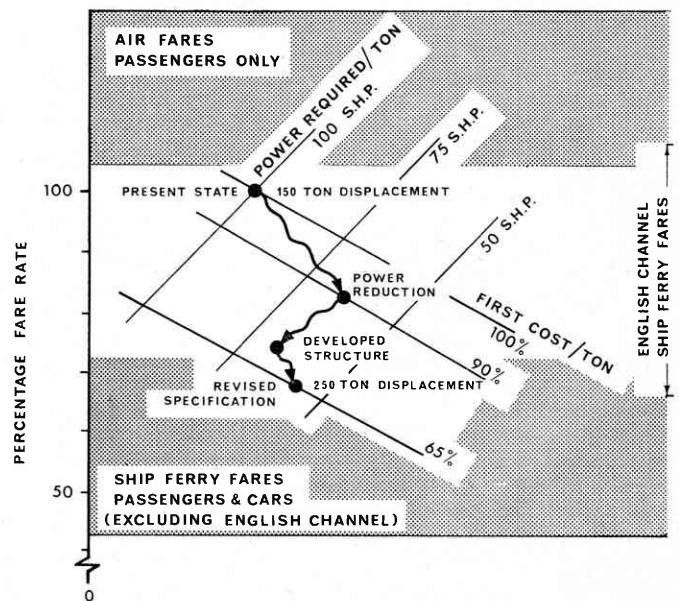 AIR FARES
PASSENGERS ONLY
POWER REQUIRED/TON
100 S.H.P.
75 S.H.P.
50 S.H.P.
100
PRESENT STATE
150 TON DISPLACEMENT
POWER
REDUCTION
FIRST COST/TON
100%
90%
65%
DEVELOPED
STRUCTURE
REVISED
SPECIFICATION
250 TON DISPLACEMENT
ENGLISH CHANNEL
SHIP FERRY FARES
PERCENTAGE FARE RATE
50
SHIP FERRY FARES
PASSENGERS & CARS
(EXCLUDING ENGLISH CHANNEL)
0